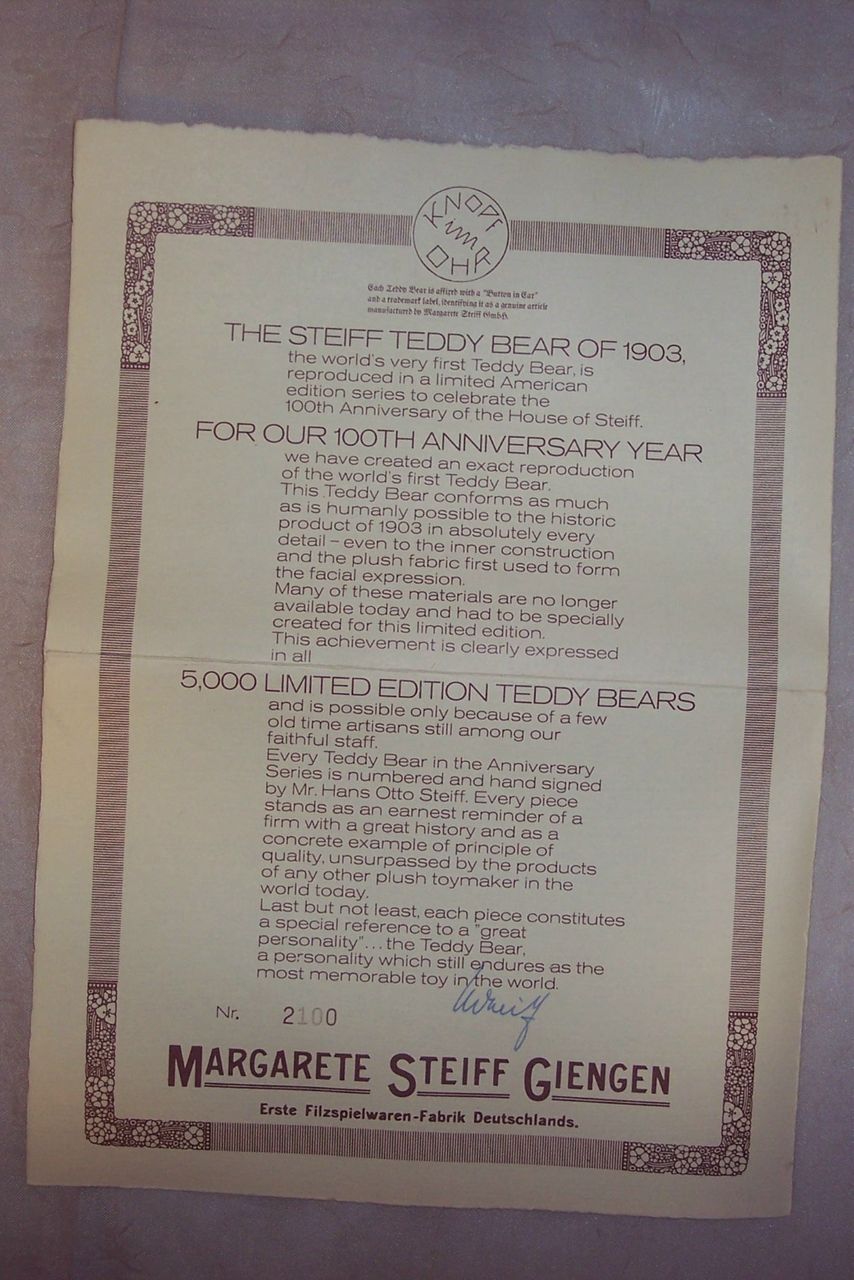 KNOPF
im
OHR
Each Teddy Bear is affixed with a "Button in Ear"
and a trademark label, identifying it as a genuine article
manufactured by Margarete Steiff GmbH.
THE STEIFF TEDDY BEAR OF 1903,
the world's very first Teddy Bear, is
reproduced in a limited American
edition series to celebrate the
100th Anniversary of the House of Steiff.
FOR OUR 100TH ANNIVERSARY YEAR
we have created an exact reproduction
of the world's first Teddy Bear.
This Teddy Bear conforms as much
as is humanly possible to the historic
product of 1903 in absolutely every
detail – even to the inner construction
and the plush fabric first used to form
the facial expression.
Many of these materials are no longer
available today and had to be specially
created for this limited edition.
This achievement is clearly expressed
in all
5,000 LIMITED EDITION TEDDY BEARS
and is possible only because of a few
old time artisans still among our
faithful staff.
Every Teddy Bear in the Anniversary
Series is numbered and hand signed
by Mr. Hans Otto Steiff. Every piece
stands as an earnest reminder of a
firm with a great history and as a
concrete example of principle of
quality, unsurpassed by the products
of any other plush toymaker in the
world today.
Last but not least, each piece constitutes
a special reference to a "great
personality"... the Teddy Bear,
a personality which still endures as the
most memorable toy in the world.
Nr. 2100
MARGARETE STEIFF GIENGEN
Erste Filzspielwaren-Fabrik Deutschlands.